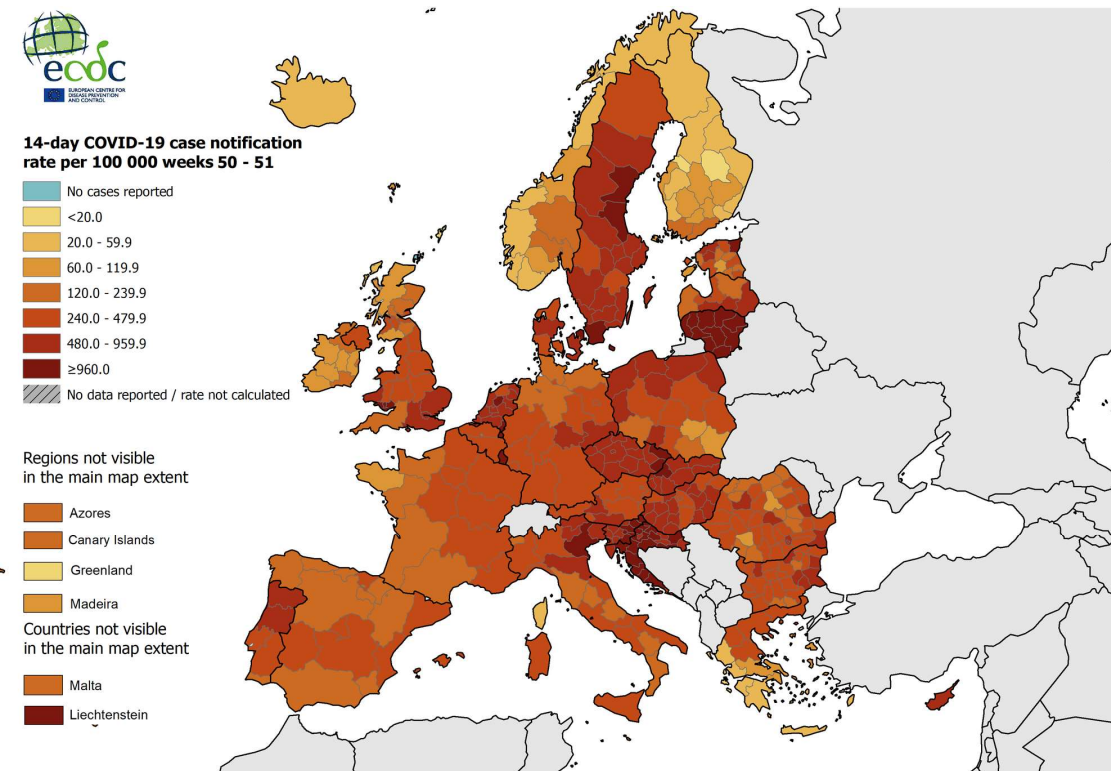 ecdc
EUROPEAN CENTRE FOR
DISEASE PREVENTION
AND CONTROL
14-day COVID-19 case notification
rate per 100 000 weeks 50 - 51
No cases reported
<20.0
20.0 - 59.9
60.0 - 119.9
120.0 - 239.9
240.0 - 479.9
480.0 - 959.9
≥960.0
No data reported / rate not calculated
Regions not visible
in the main map extent
Azores
Canary Islands
Greenland
Madeira
Countries not visible
in the main map extent
Malta
Liechtenstein